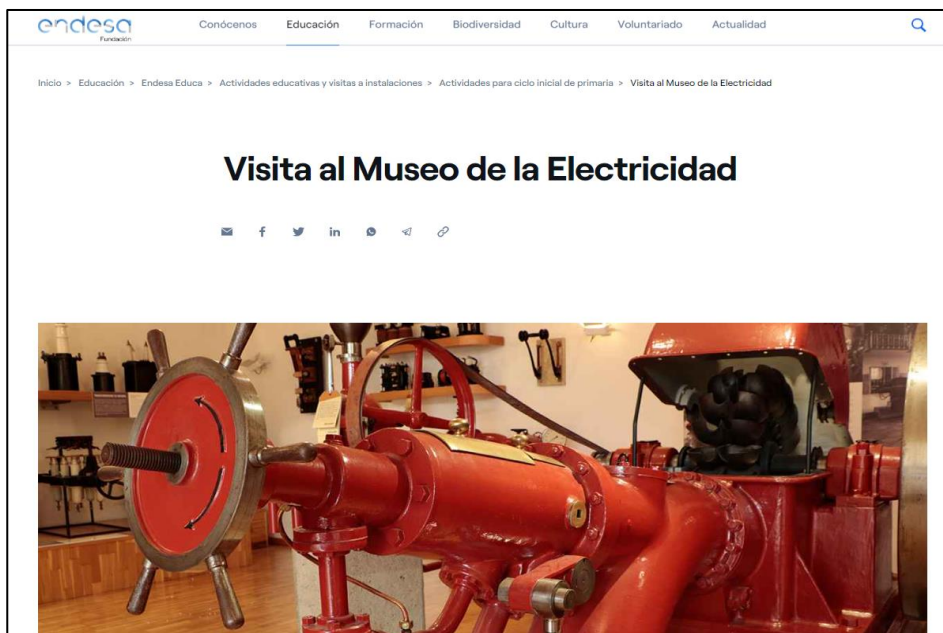 endesa
Fundación
Conócenos Educación Formación Biodiversidad Cultura Voluntariado Actualidad
Inicio > Educación > Endesa Educa > Actividades educativas y visitas a instalaciones > Actividades para ciclo inicial de primaria > Visita al Museo de la Electricidad
Visita al Museo de la Electricidad